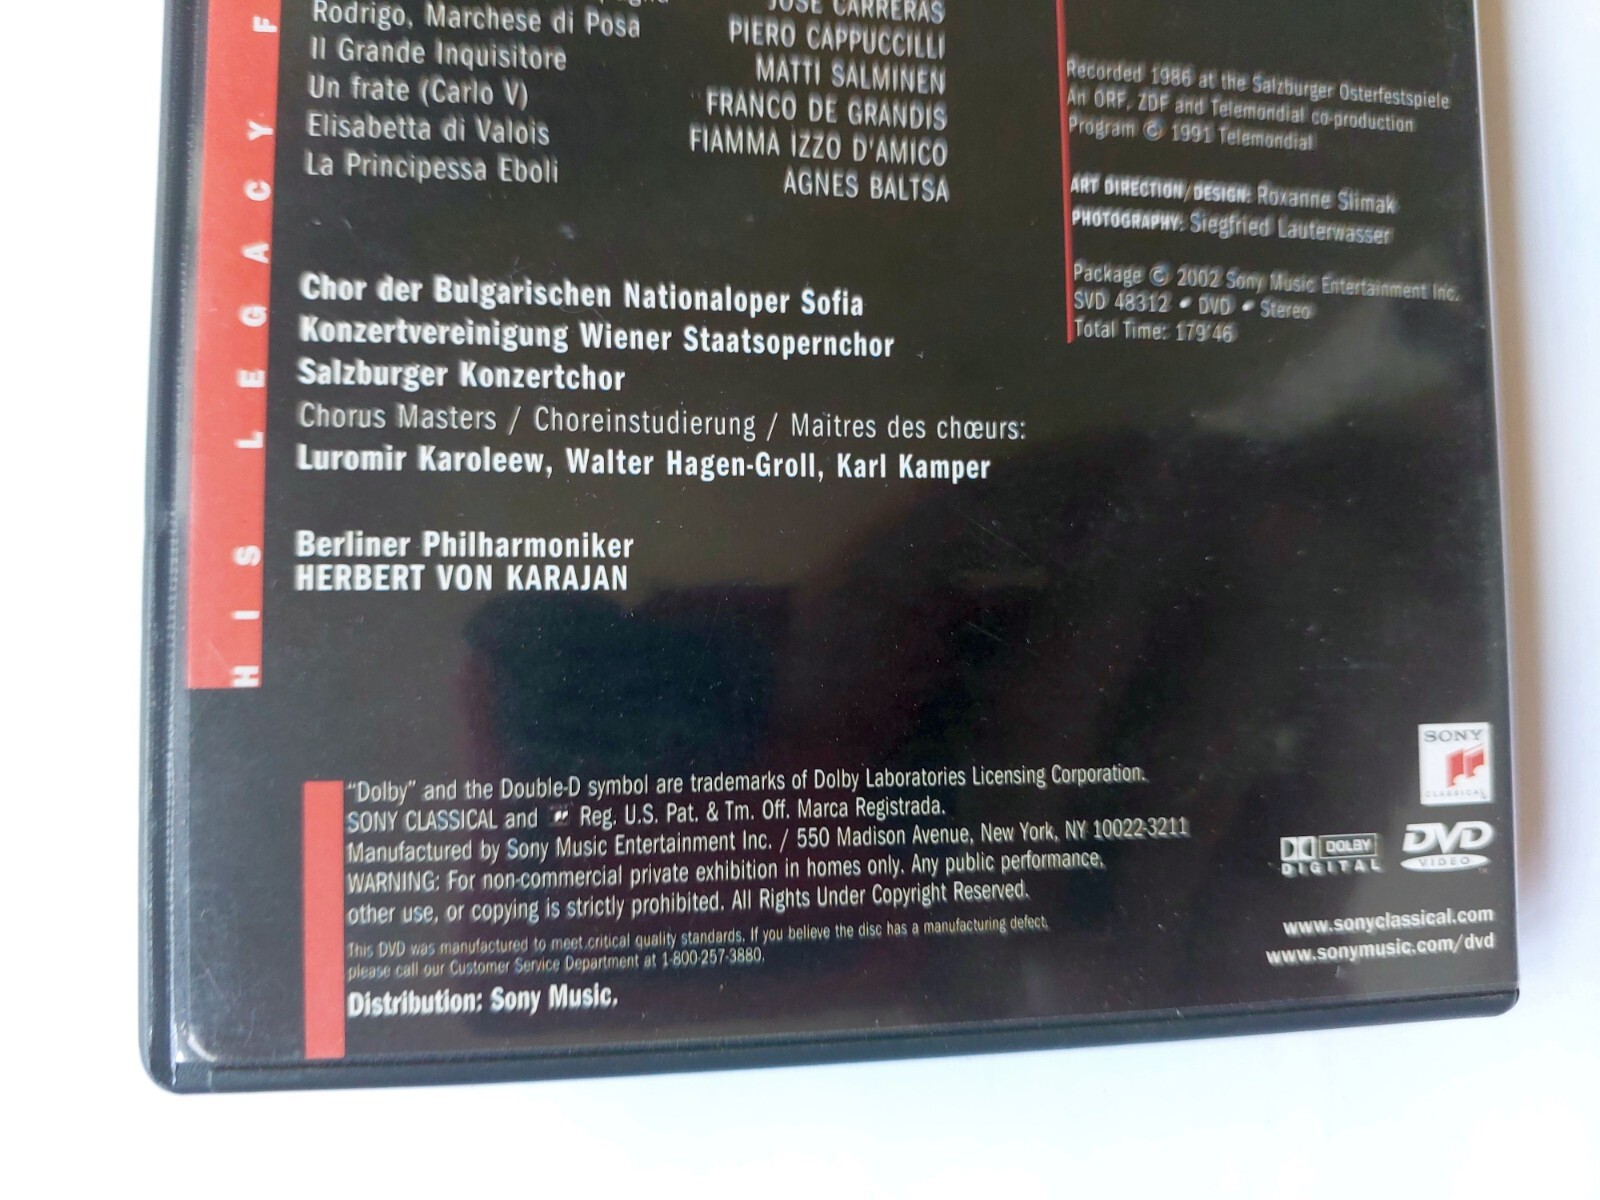 JOSÉ CARRERAS
Rodrigo, Marchese di Posa PIERO CAPPUCCILLI
Il Grande Inquisitore MATTI SALMINEN
Un frate (Carlo V) FRANCO DE GRANDIS
Elisabetta di Valois FIAMMA IZZO D'AMICO
La Principessa Eboli AGNES BALTSA
Chor der Bulgarischen Nationaloper Sofia
Konzertvereinigung Wiener Staatsopernchor
Salzburger Konzertchor
Chorus Masters / Choreinstudierung / Maîtres des chœurs:
Luromir Karoleew, Walter Hagen-Groll, Karl Kamper
Berliner Philharmoniker
HERBERT VON KARAJAN
Recorded 1986 at the Salzburger Osterfestspiele
An ORF, ZDF and Telemondial co-production
Program © 1991 Telemondial
ART DIRECTION/DESIGN: Roxanne Slimak
PHOTOGRAPHY: Siegfried Lauterwasser
Package © 2002 Sony Music Entertainment Inc.
SVD 48312 • DVD • Stereo
Total Time: 179'46
HIS LEGACY F
"Dolby" and the Double-D symbol are trademarks of Dolby Laboratories Licensing Corporation.
SONY CLASSICAL and Reg. U.S. Pat. & Tm. Off. Marca Registrada.
Manufactured by Sony Music Entertainment Inc. / 550 Madison Avenue, New York, NY 10022-3211
WARNING: For non-commercial private exhibition in homes only. Any public performance,
other use, or copying is strictly prohibited. All Rights Under Copyright Reserved.
This DVD was manufactured to meet critical quality standards. If you believe the disc has a manufacturing defect,
please call our Customer Service Department at 1-800-257-3880.
Distribution: Sony Music.
SONY
CLASSICAL
DOLBY
DIGITAL
DVD
VIDEO
www.sonyclassical.com
www.sonymusic.com/dvd